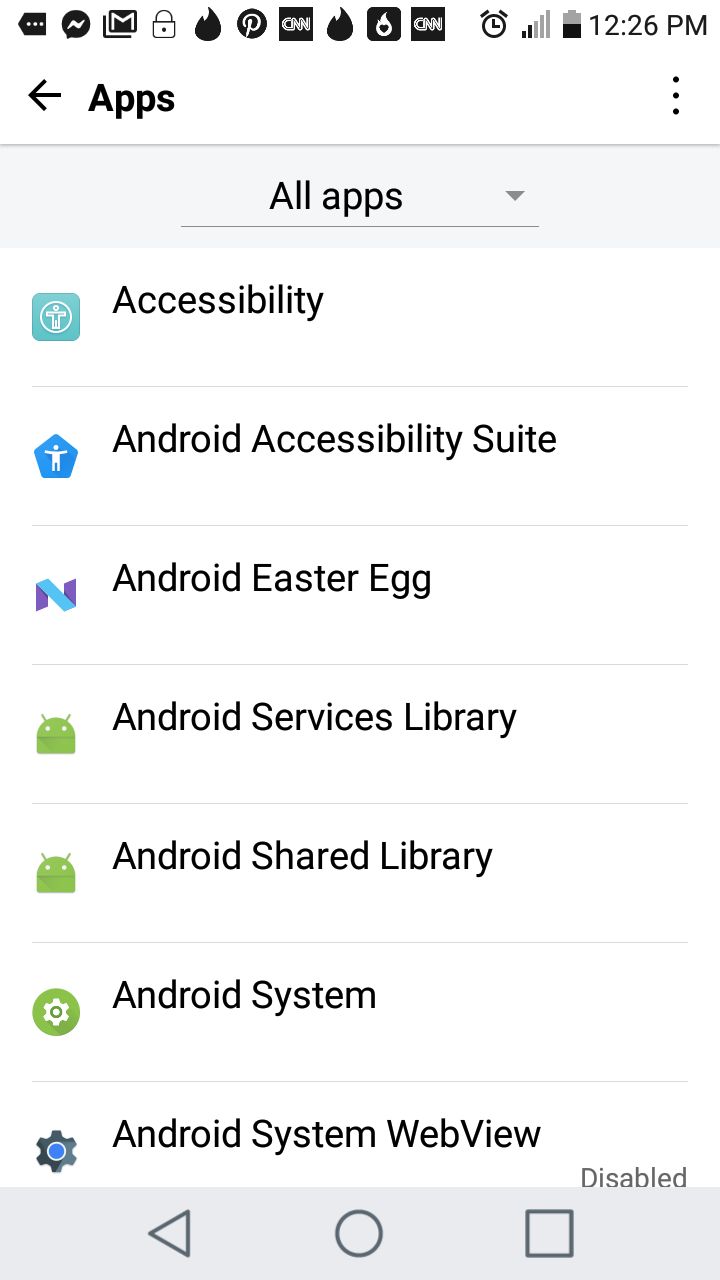 CNN CNN 12:26 PM
Apps
All apps
Accessibility
Android Accessibility Suite
Android Easter Egg
Android Services Library
Android Shared Library
Android System
Android System WebView
Disabled